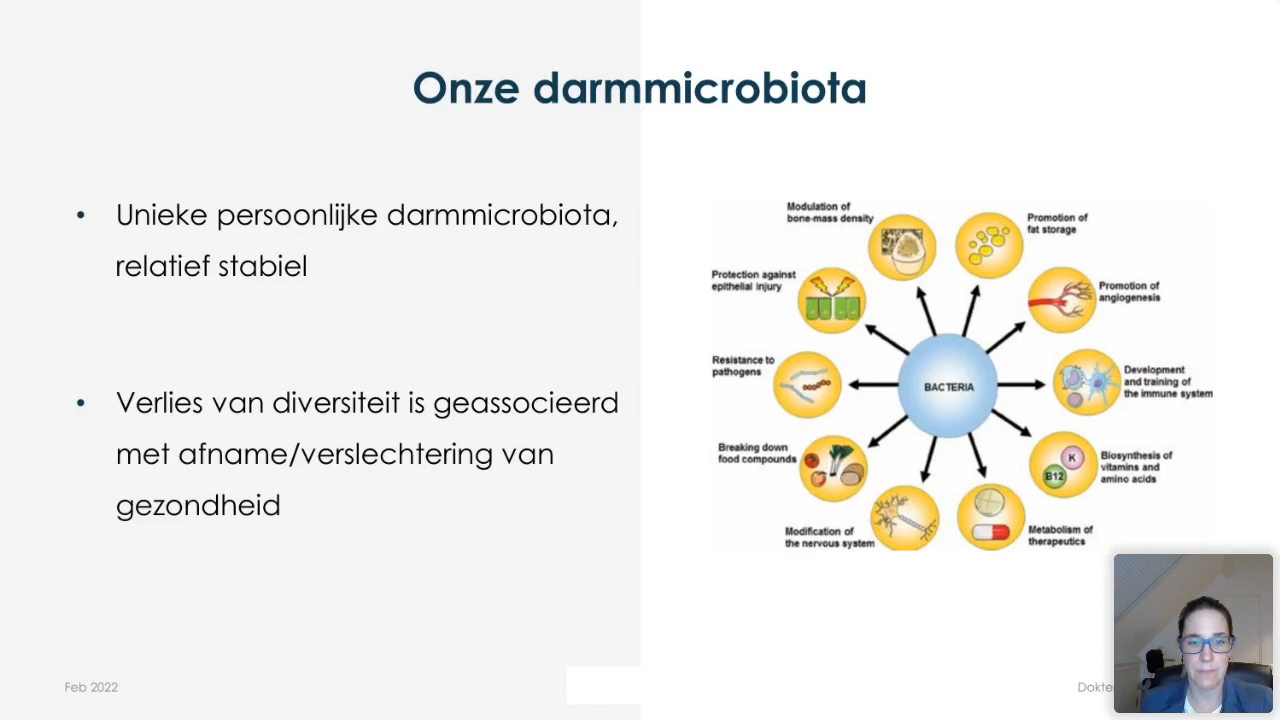 Onze darmmicrobiota
• Unieke persoonlijke darmmicrobiota,
relatief stabiel
• Verlies van diversiteit is geassocieerd
met afname/verslechtering van
gezondheid
Modulation of
bone-mass density
Promotion of
fat storage
Protection against
epithelial injury
Promotion of
angiogenesis
Resistance to
pathogens
BACTERIA
Development
and training of
the immune system
Breaking down
food compounds
K
B12
Biosynthesis of
vitamins and
amino acids
Modification of
the nervous system
Metabolism of
therapeutics
Feb 2022
Dokte